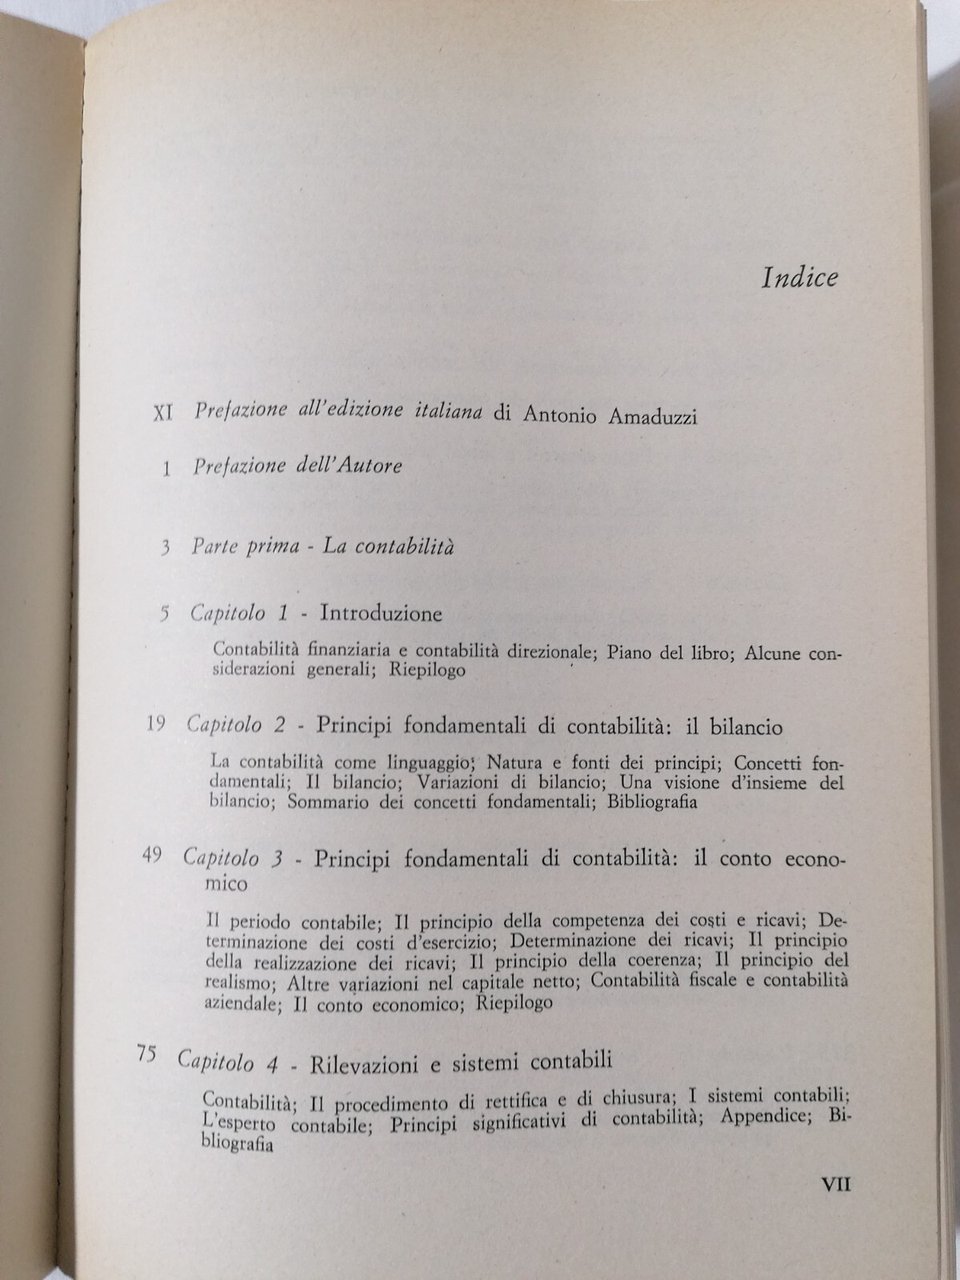 Indice
XI Prefazione all'edizione italiana di Antonio Amaduzzi
1 Prefazione dell'Autore
3 Parte prima - La contabilità
5 Capitolo 1 - Introduzione
Contabilità finanziaria e contabilità direzionale; Piano del libro; Alcune con-
siderazioni generali; Riepilogo
19 Capitolo 2 - Principi fondamentali di contabilità: il bilancio
La contabilità come linguaggio; Natura e fonti dei principi; Concetti fon-
damentali; Il bilancio; Variazioni di bilancio; Una visione d'insieme del
bilancio; Sommario dei concetti fondamentali; Bibliografia
49 Capitolo 3 - Principi fondamentali di contabilità: il conto econo-
mico
Il periodo contabile; Il principio della competenza dei costi e ricavi; De-
terminazione dei costi d'esercizio; Determinazione dei ricavi; Il principio
della realizzazione dei ricavi; Il principio della coerenza; Il principio del
realismo; Altre variazioni nel capitale netto; Contabilità fiscale e contabilità
aziendale; Il conto economico; Riepilogo
75 Capitolo 4 - Rilevazioni e sistemi contabili
Contabilità; Il procedimento di rettifica e di chiusura; I sistemi contabili;
L'esperto contabile; Principi significativi di contabilità; Appendice; Bi-
bliografia
VII